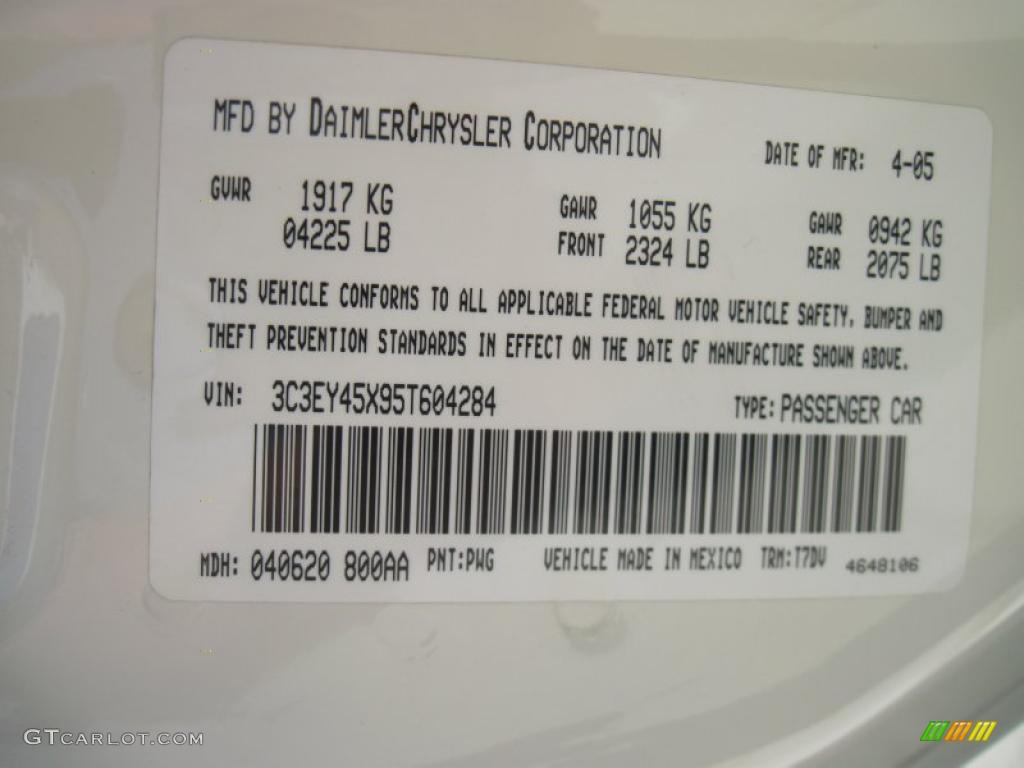 MFD BY DAIMLERCHRYSLER CORPORATION DATE OF MFR: 4-05
GVWR 1917 KG GAWR 1055 KG GAWR 0942 KG
04225 LB FRONT 2324 LB REAR 2075 LB
THIS VEHICLE CONFORMS TO ALL APPLICABLE FEDERAL MOTOR VEHICLE SAFETY, BUMPER AND
THEFT PREVENTION STANDARDS IN EFFECT ON THE DATE OF MANUFACTURE SHOWN ABOVE.
VIN: 3C3EY45X95T604284 TYPE: PASSENGER CAR
MDH: 040620 800AA PNT:PWG VEHICLE MADE IN MEXICO TRM:T7DV 4648106
GTCARLOT.COM